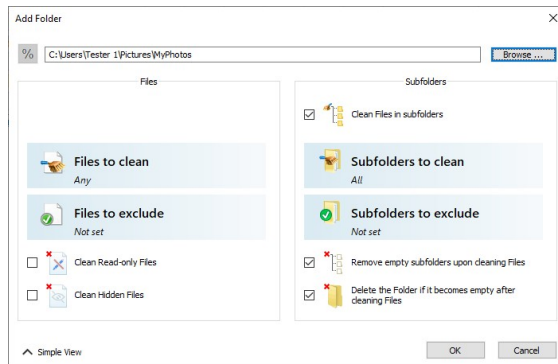 Add Folder
% C:\Users\Tester 1\Pictures\MyPhotos Browse ...
Files
Files to clean
Any
Files to exclude
Not set
Clean Read-only Files
Clean Hidden Files
Subfolders
Clean Files in subfolders
Subfolders to clean
All
Subfolders to exclude
Not set
Remove empty subfolders upon cleaning Files
Delete the Folder if it becomes empty after
cleaning Files
Simple View
OK Cancel